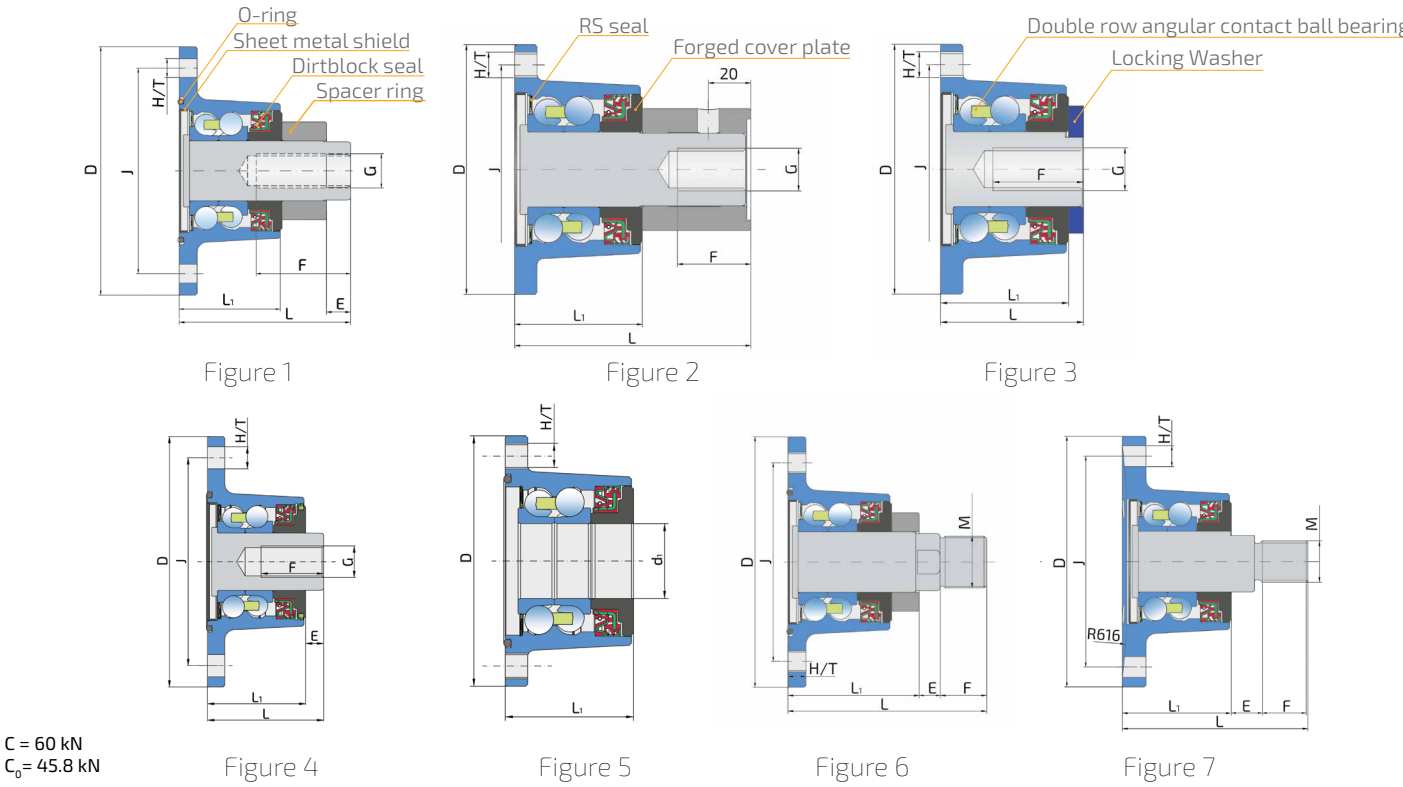 O-ring
Sheet metal shield
Dirtblock seal
Spacer ring
H/T
D
J
G
F
L₁
E
L
Figure 1
RS seal
Forged cover plate
H/T
20
D
J
G
F
L₁
L
Figure 2
Double row angular contact ball bearing
Locking Washer
H/T
D
J
F
G
L₁
L
Figure 3
H/T
D
J
F
G
E
L₁
L
Figure 4
H/T
D
d₁
L₁
Figure 5
D
J
M
H/T
L₁
E
F
L
Figure 6
H/T
D
J
M
R616
L₁
E
F
L
Figure 7
C = 60 kN
C₀= 45.8 kN